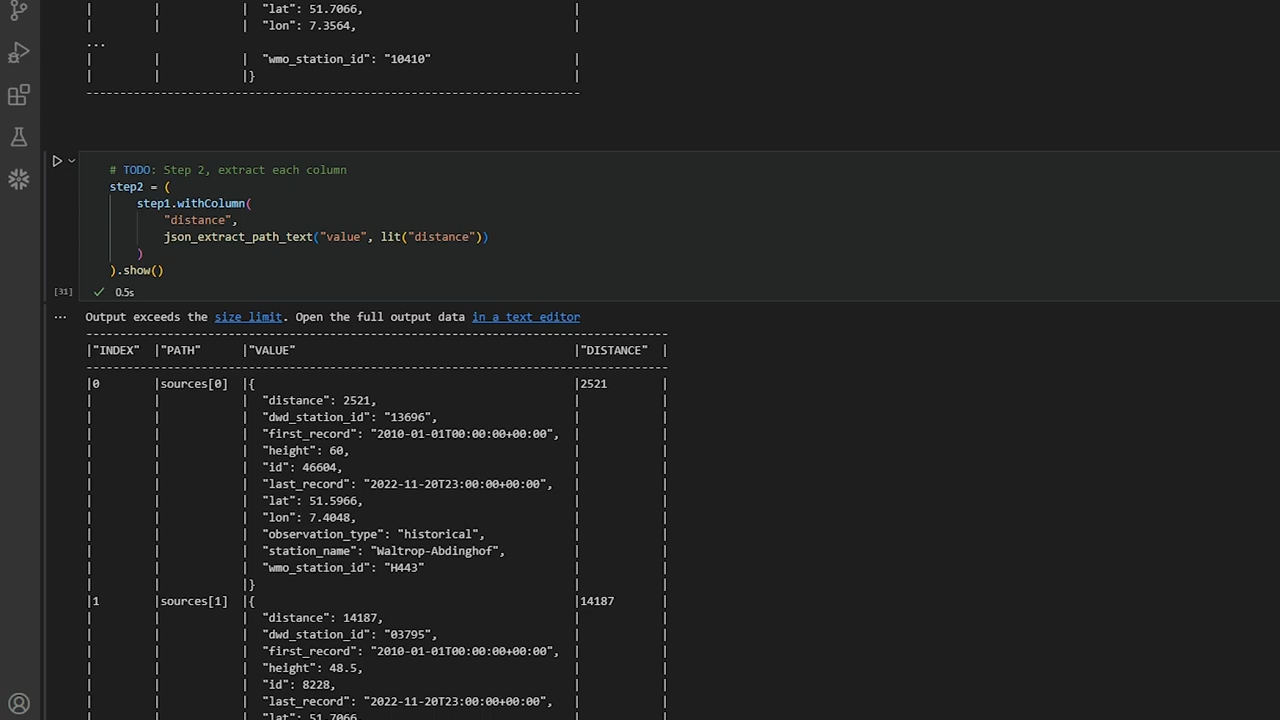 |         |          |  "lat": 51.7066,                                |
|         |          |  "lon": 7.3564,                                 |
...
|         |          |  "wmo_station_id": "10410"                      |
|         |          |}                                                |
-------------------------------------------------------------------------
# TODO: Step 2, extract each column
step2 = (
    step1.withColumn(
        "distance",
        json_extract_path_text("value", lit("distance"))
    )
).show()
[31] ✓ 0.5s
... Output exceeds the size limit. Open the full output data in a text editor
--------------------------------------------------------------------------------------
|"INDEX"  |"PATH"      |"VALUE"                                         |"DISTANCE"  |
--------------------------------------------------------------------------------------
|0        |sources[0]  |{                                               |2521        |
|         |            |  "distance": 2521,                             |            |
|         |            |  "dwd_station_id": "13696",                    |            |
|         |            |  "first_record": "2010-01-01T00:00:00+00:00",  |            |
|         |            |  "height": 60,                                 |            |
|         |            |  "id": 46604,                                  |            |
|         |            |  "last_record": "2022-11-20T23:00:00+00:00",   |            |
|         |            |  "lat": 51.5966,                               |            |
|         |            |  "lon": 7.4048,                                |            |
|         |            |  "observation_type": "historical",             |            |
|         |            |  "station_name": "Waltrop-Abdinghof",          |            |
|         |            |  "wmo_station_id": "H443"                      |            |
|         |            |}                                               |            |
|1        |sources[1]  |{                                               |14187       |
|         |            |  "distance": 14187,                            |            |
|         |            |  "dwd_station_id": "03795",                    |            |
|         |            |  "first_record": "2010-01-01T00:00:00+00:00",  |            |
|         |            |  "height": 48.5,                               |            |
|         |            |  "id": 8228,                                   |            |
|         |            |  "last_record": "2022-11-20T23:00:00+00:00",   |            |
|         |            |  "lat": 51.7066,                               |            |